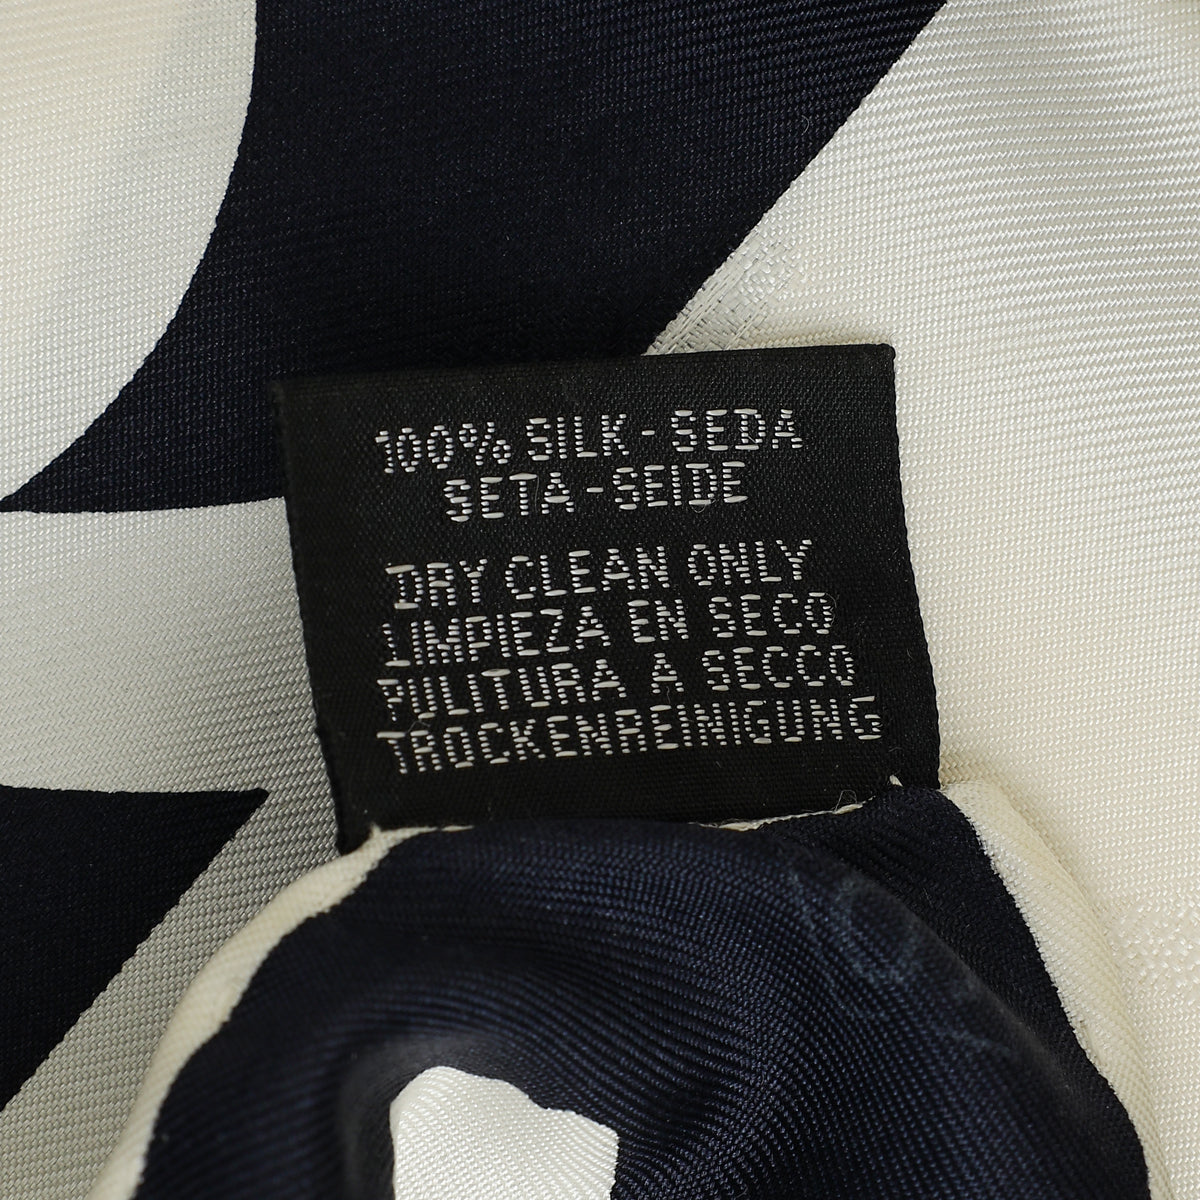 100% SILK - SEDA
SETA - SEIDE
DRY CLEAN ONLY
LIMPIEZA EN SECO
PULITURA A SECCO
TROCKENREINIGUNG